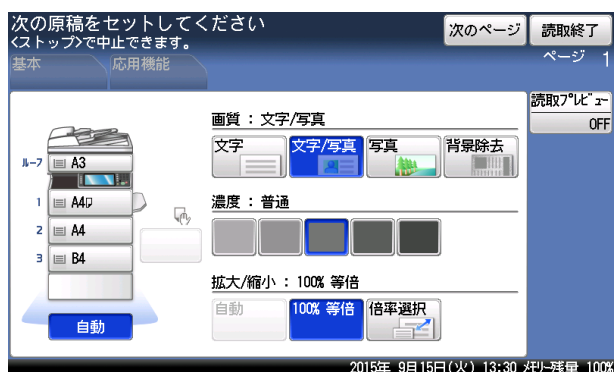 次の原稿をセットしてください
<ストップ>で中止できます。
次のページ
読取終了
基本
応用機能
ページ 1
読取プレビュー
OFF
画質：文字/写真
文字
文字/写真
写真
背景除去
ルーフ A3
1 A4
2 A4
3 B4
自動
濃度：普通
拡大/縮小：100% 等倍
自動
100% 等倍
倍率選択
2015年 9月15日(火) 13:30 メモリー残量 100%